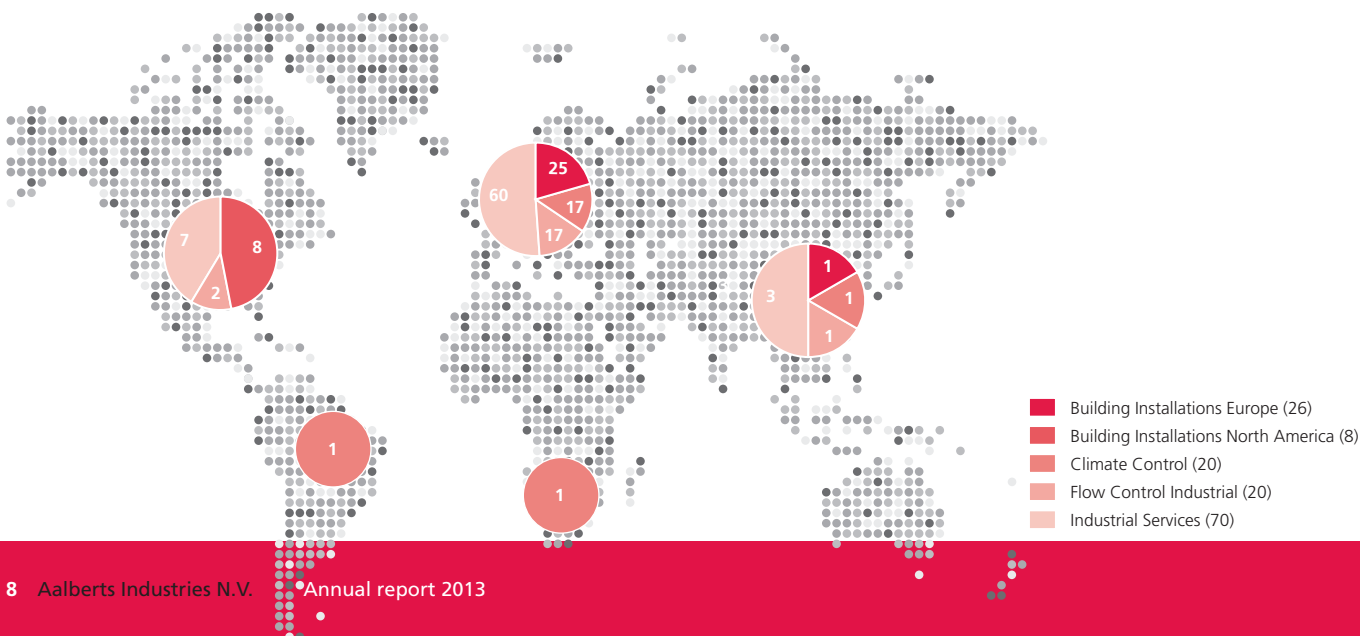 25
60
17
17
7
8
2
1
3
1
1
1
1
Building Installations Europe (26)
Building Installations North America (8)
Climate Control (20)
Flow Control Industrial (20)
Industrial Services (70)
8 Aalberts Industries N.V. Annual report 2013